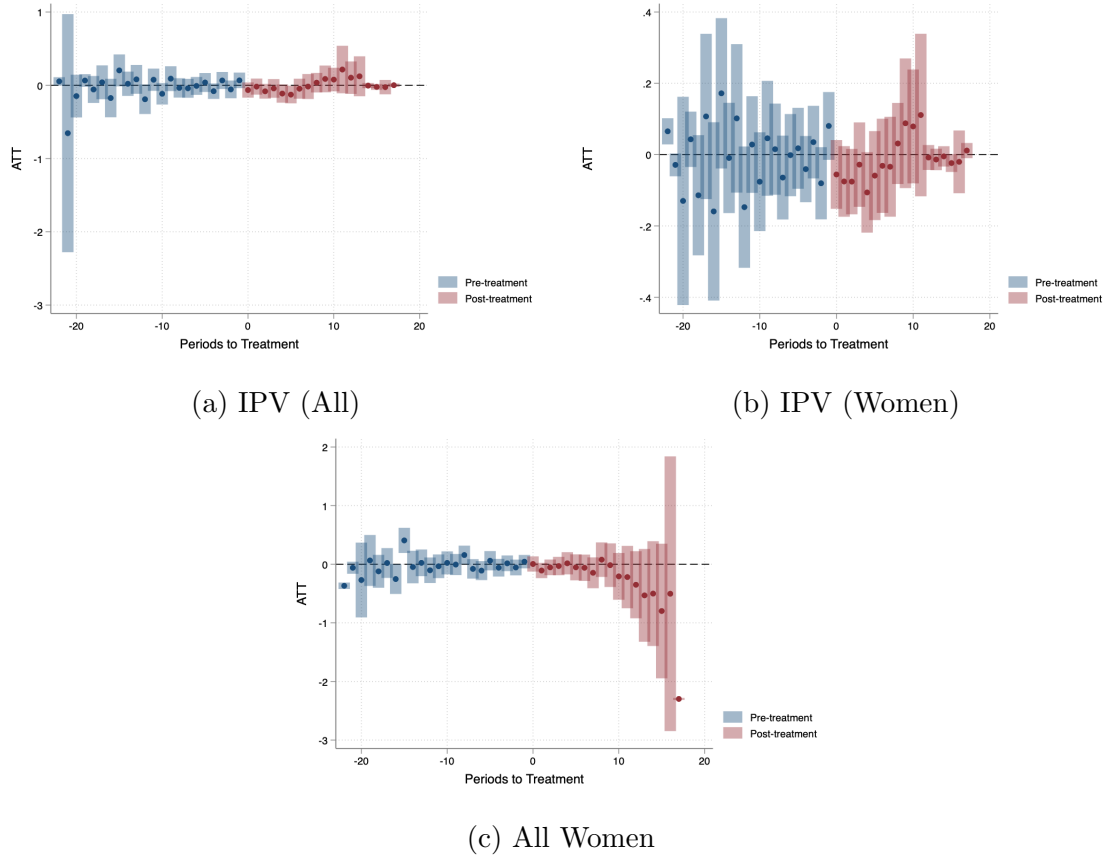 1
0
-1
-2
-3
ATT
-20
-10
0
10
20
Periods to Treatment
Pre-treatment
Post-treatment
(a) IPV (All)
.4
.2
0
-.2
-.4
ATT
-20
-10
0
10
20
Periods to Treatment
Pre-treatment
Post-treatment
(b) IPV (Women)
2
1
0
-1
-2
-3
ATT
-20
-10
0
10
20
Periods to Treatment
Pre-treatment
Post-treatment
(c) All Women